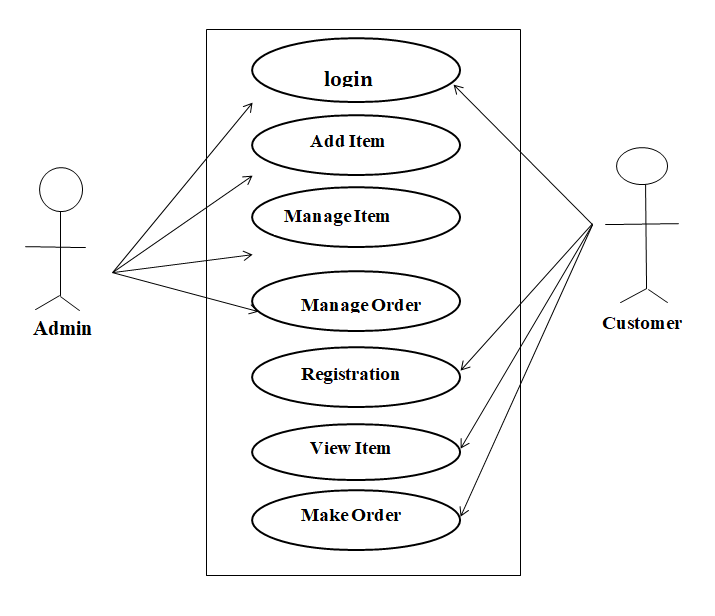 login
Add Item
Manage Item
Manage Order
Registration
View Item
Make Order
Admin
Customer